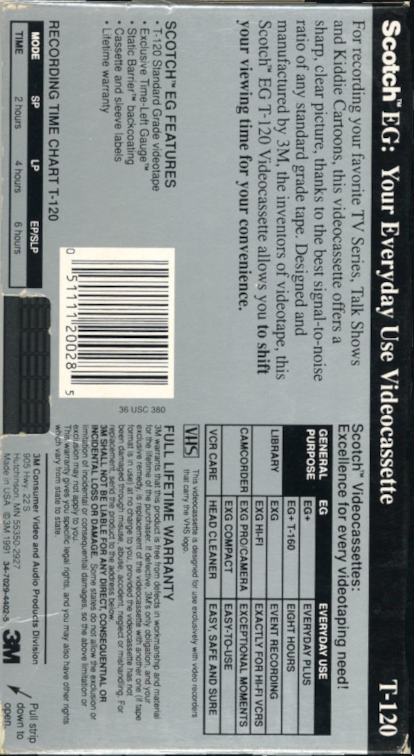 Scotch™ EG: Your Everyday Use Videocassette T-120
For recording your favorite TV Series, Talk Shows
and Kiddie Cartoons, this videocassette offers a
sharp, clear picture, thanks to the best signal-to-noise
ratio of any standard grade tape. Designed and
manufactured by 3M, the inventors of videotape, this
Scotch™ EG T-120 Videocassette allows you to shift
your viewing time for your convenience.
SCOTCH™ EG FEATURES
• T-120 Standard Grade videotape
• Exclusive Time-Left Gauge™
• Static Barrier™ backcoating
• Cassette and sleeve labels
• Lifetime warranty
RECORDING TIME CHART T-120
MODE SP LP EP/SLP
TIME 2 hours 4 hours 6 hours
0 51111 20028 5
36 USC 380
Scotch™ Videocassettes:
Excellence for every videotaping need!
GENERAL PURPOSE EG EVERYDAY USE
EG+ EVERYDAY PLUS
EG+ T-160 EIGHT HOURS
LIBRARY EXG EVENT RECORDING
EXG HI-FI EXACTLY FOR HI-FI VCRS
CAMCORDER EXG PRO/CAMERA EXCEPTIONAL MOMENTS
EXG COMPACT EASY-TO-USE
VCR CARE HEAD CLEANER EASY, SAFE AND SURE
VHS
This videocassette is designed for use exclusively with video recorders
that carry the VHS logo.
FULL LIFETIME WARRANTY
3M warrants that this product is free from defects in workmanship and material
for the lifetime of the purchaser. If defective, 3M's only obligation, and your
exclusive remedy, is replacement of the videocassette with another one (if tape
format is in use) at no charge to you, provided the videocassette has not
been damaged through misuse, abuse, accident, neglect or mishandling. For
replacement, send the product to the address below.
3M SHALL NOT BE LIABLE FOR ANY DIRECT, CONSEQUENTIAL OR
INCIDENTAL LOSS OR DAMAGE. Some states do not allow the exclusion or
limitation of incidental or consequential damages, so the above limitation or
exclusion may not apply to you.
This warranty gives you specific legal rights, and you may also have other rights
which vary from state to state.
3M Consumer Video and Audio Products Division
905 Hwy. 22 S.
Hutchinson, MN 55350-2927
Made in USA ©3M 1991 34-7029-4402-5
3M
Pull strip
down to
open.